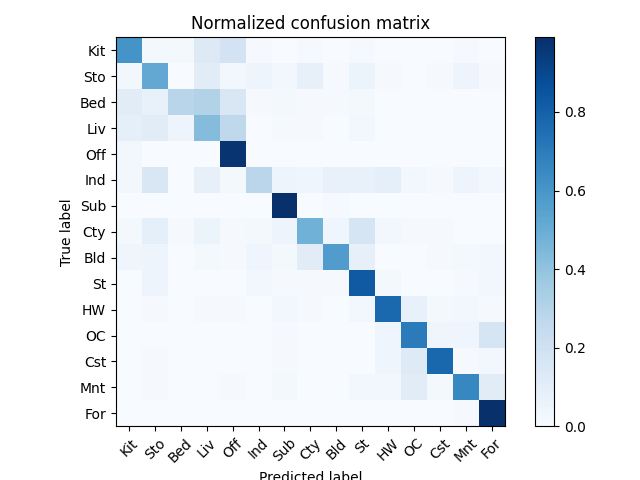 Normalized confusion matrix
True label
Kit
Sto
Bed
Liv
Off
Ind
Sub
Cty
Bld
St
HW
OC
Cst
Mnt
For
Kit Sto Bed Liv Off Ind Sub Cty Bld St HW OC Cst Mnt For
Predicted label
0.8
0.6
0.4
0.2
0.0